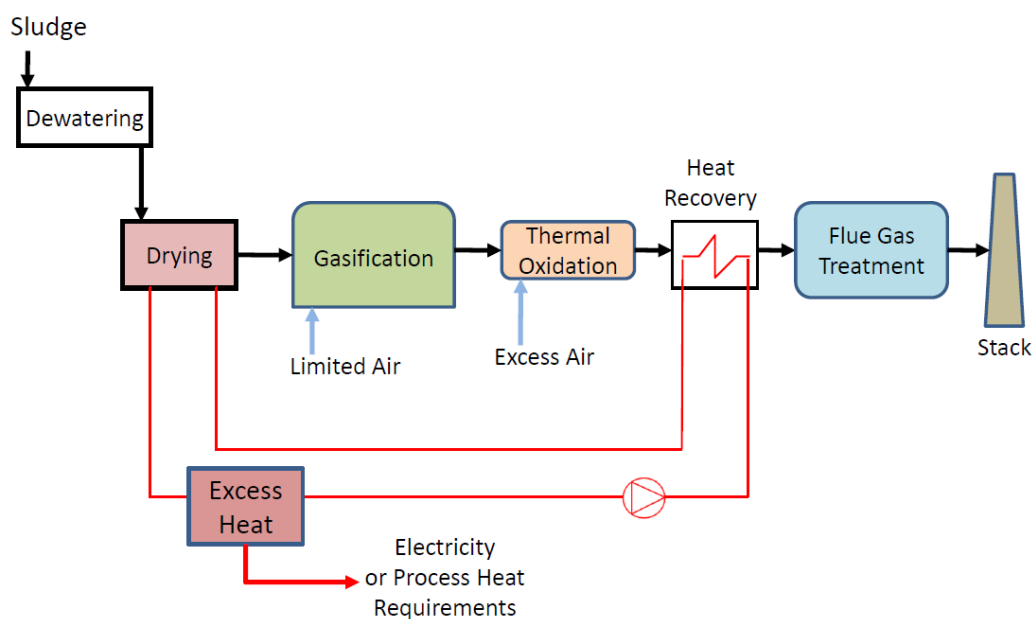 Sludge
Dewatering
Drying
Gasification
Thermal
Oxidation
Heat
Recovery
Flue Gas
Treatment
Stack
Limited Air
Excess Air
Excess
Heat
Electricity
or Process Heat
Requirements